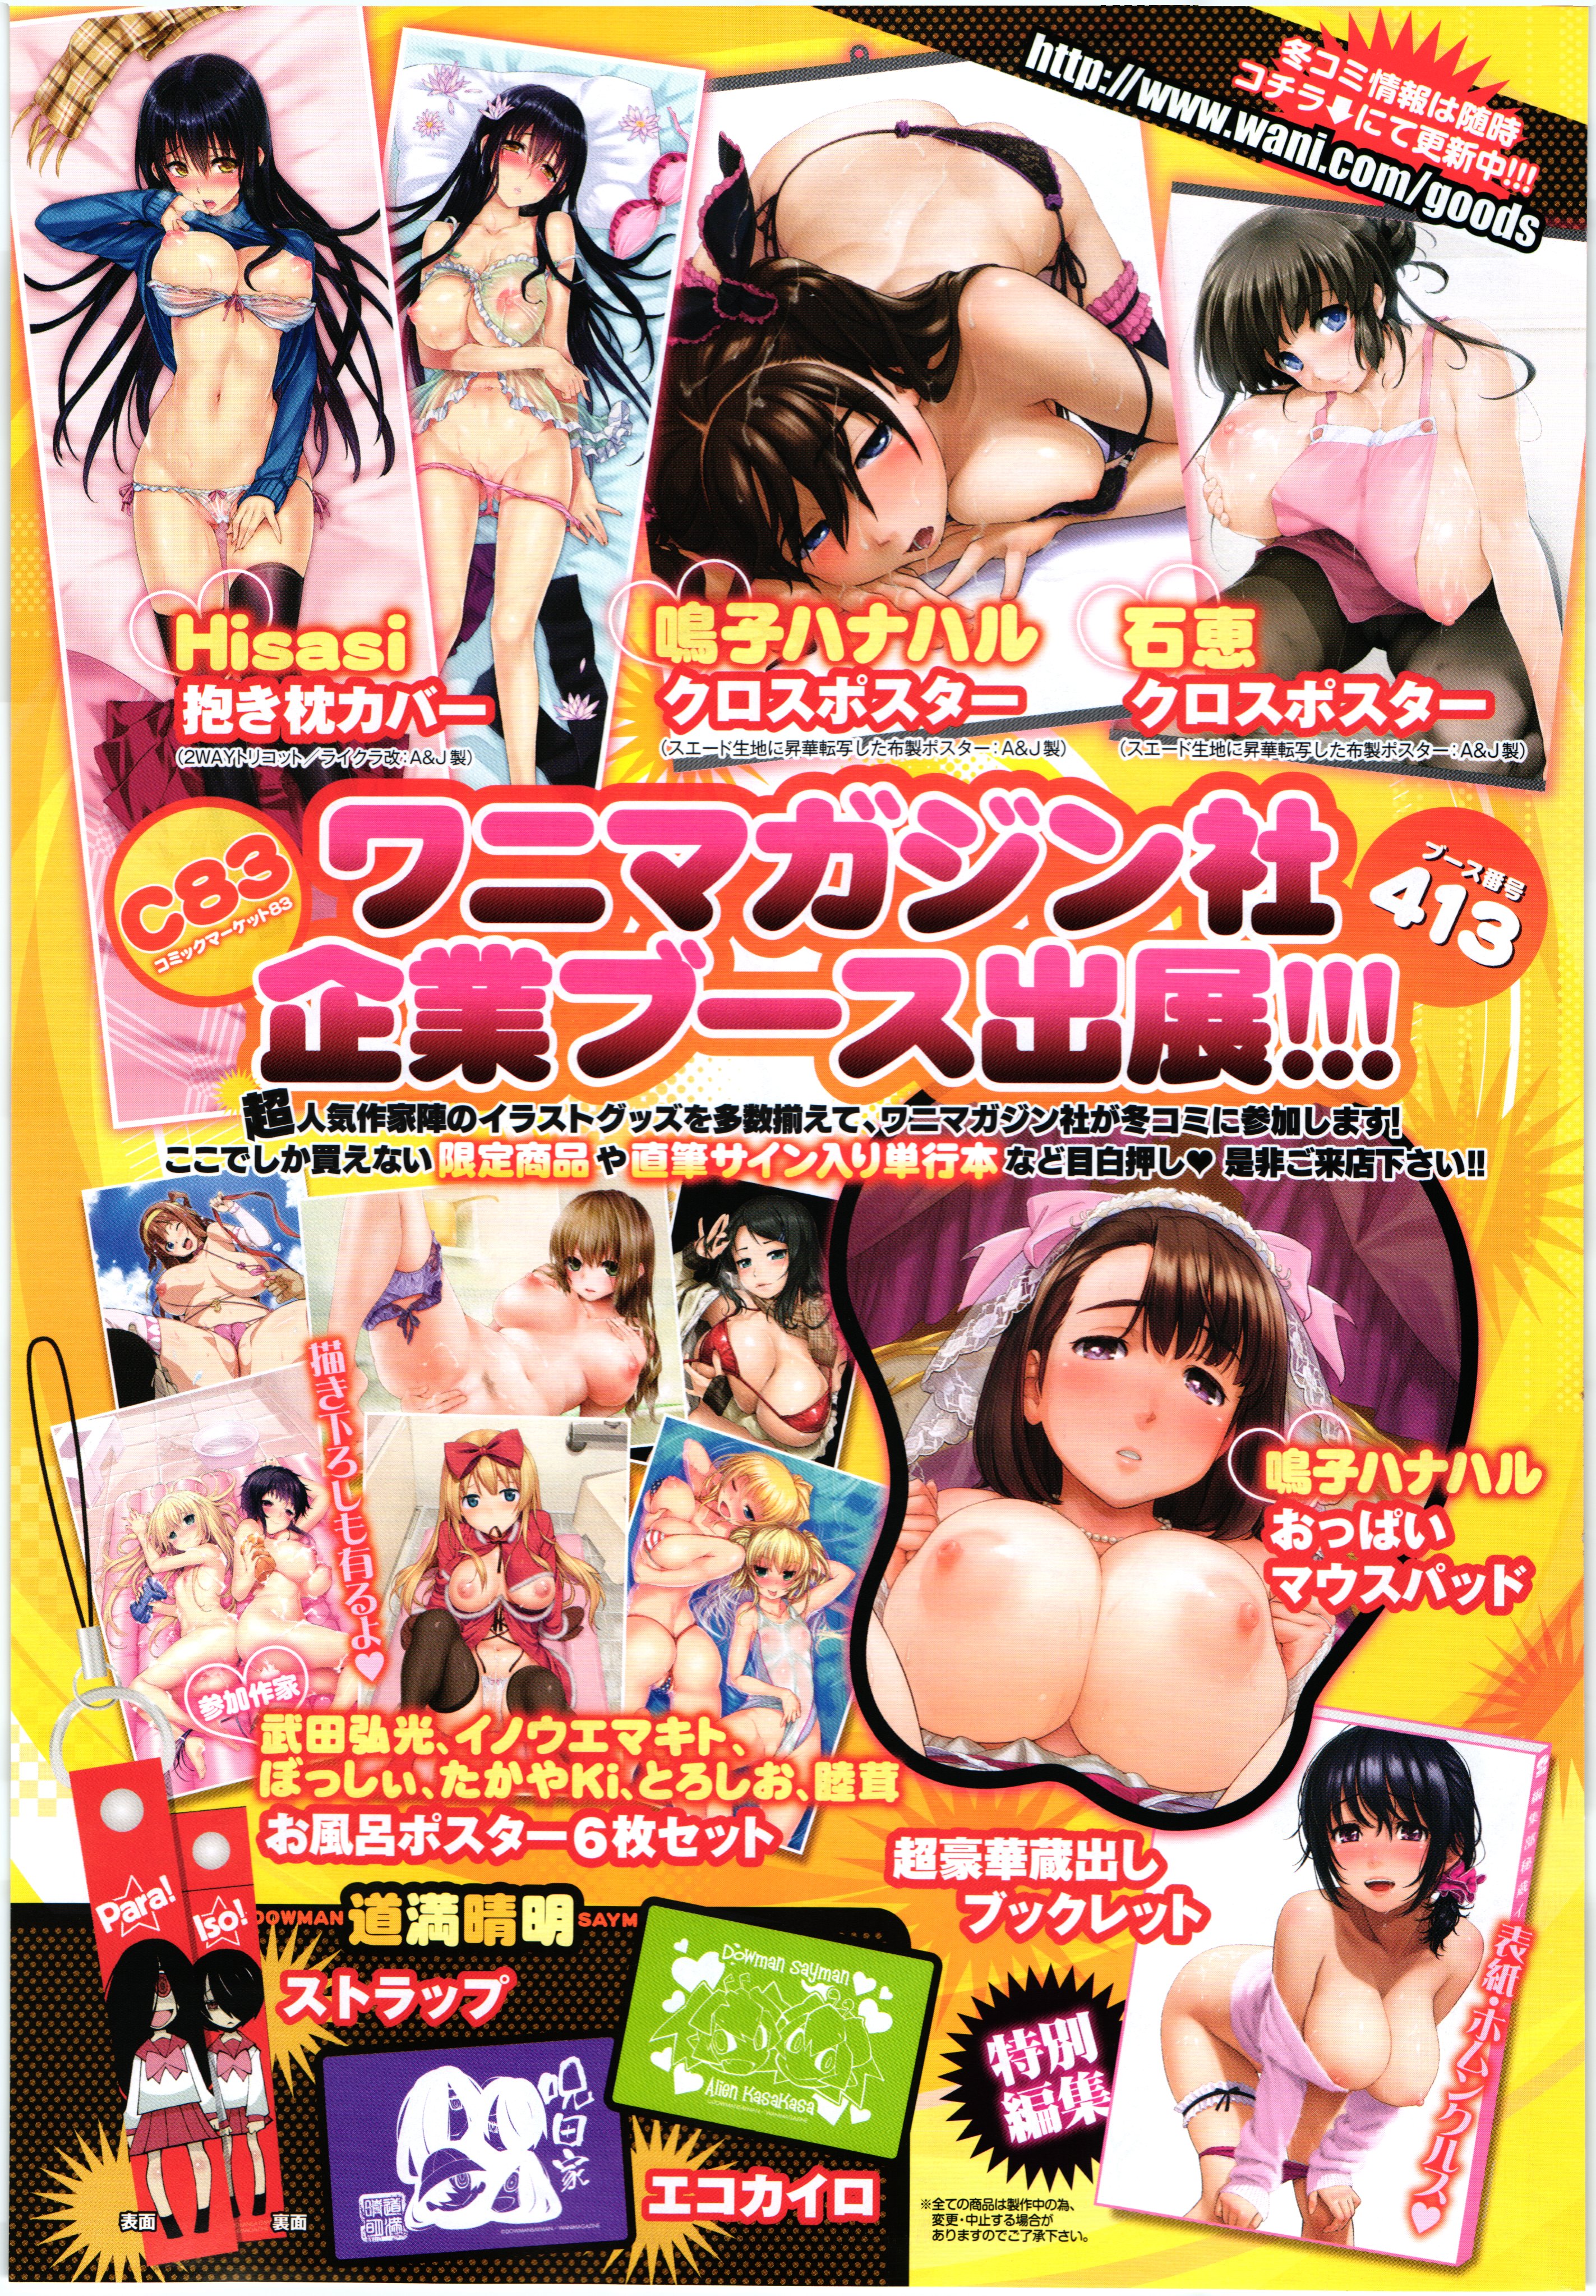 冬コミ情報は随時
コチラ⬇にて更新中!!!
http://www.wani.com/goods
Hisasi
抱き枕カバー
(2WAYトリコット／ライクラ改：A&J製)
鳴子ハナハル
クロスポスター
(スエード生地に昇華転写した布製ポスター：A&J製)
石恵
クロスポスター
(スエード生地に昇華転写した布製ポスター：A&J製)
C83
コミックマーケット83
ワニマガジン社
企業ブース出展!!!
ブース番号
413
超人気作家陣のイラストグッズを多数揃えて、ワニマガジン社が冬コミに参加します!
ここでしか買えない限定商品や直筆サイン入り単行本など目白押し♥ 是非ご来店下さい!!
描き下ろしも有るよ♥
参加作家
武田弘光、イノウエマキト、
ぼっしぃ、たかやKi、とろしお、睦茸
お風呂ポスター6枚セット
鳴子ハナハル
おっぱい
マウスパッド
超豪華蔵出し
ブックレット
表紙・ホムンクルス♥
特別
編集
※全ての商品は製作中の為、
変更・中止する場合が
ありますのでご了承下さい。
DOWMAN 道満晴明 SAYM
ストラップ
Para!
Iso!
表面
裏面
Dowman sayman
Alien Kasakasa
呪田家
道満晴明
©DOWMANSAYMAN／WANIMAGAZINE
エコカイロ